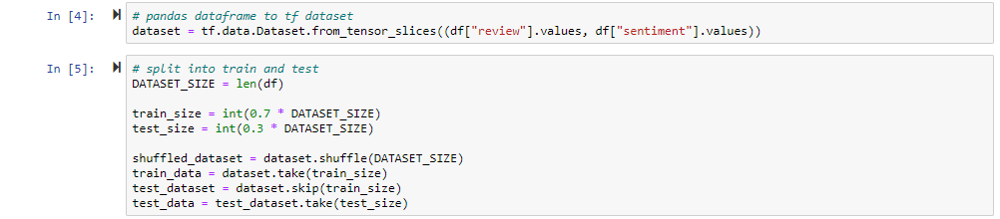 In [4]:
# pandas dataframe to tf dataset
dataset = tf.data.Dataset.from_tensor_slices((df["review"].values, df["sentiment"].values))
In [5]:
# split into train and test
DATASET_SIZE = len(df)
train_size = int(0.7 * DATASET_SIZE)
test_size = int(0.3 * DATASET_SIZE)
shuffled_dataset = dataset.shuffle(DATASET_SIZE)
train_data = dataset.take(train_size)
test_dataset = dataset.skip(train_size)
test_data = test_dataset.take(test_size)